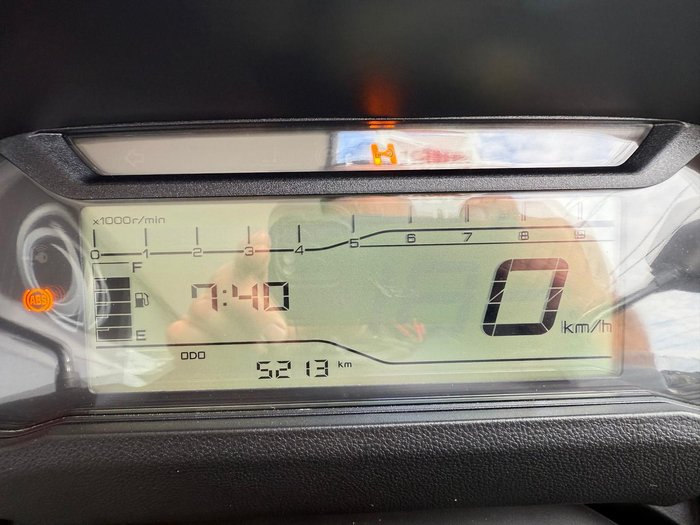 x1000r/min
0 1 2 3 4 5 6 7 8 9
F
ABS
7:40
0
km/h
E
ODO
5213 km